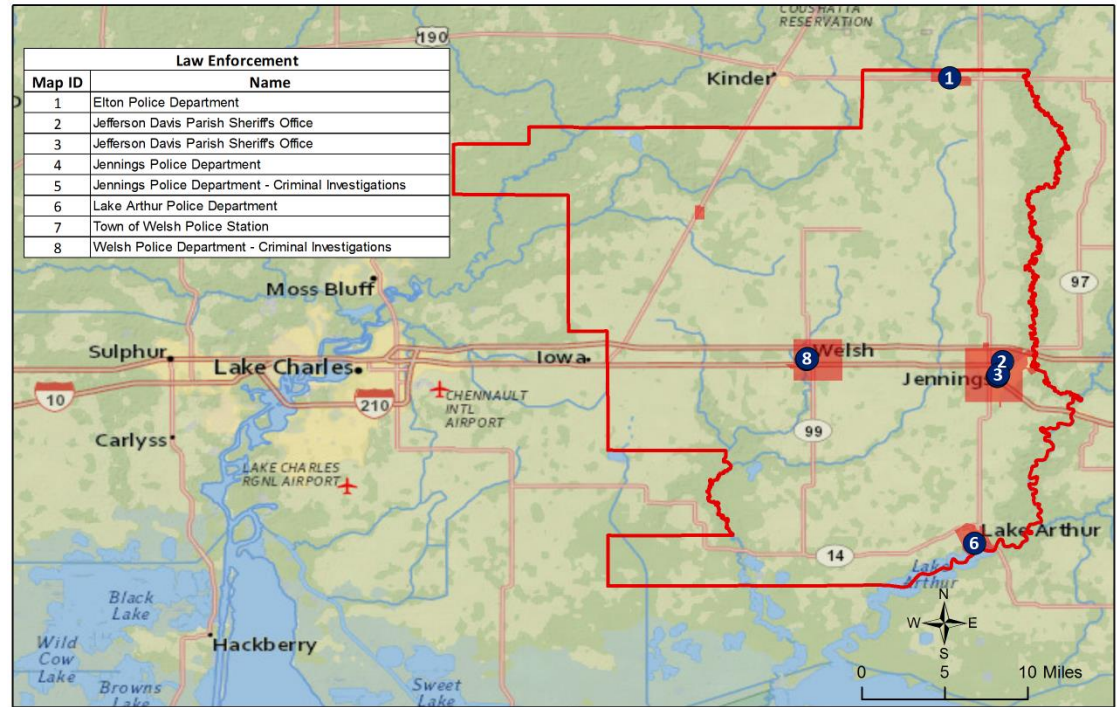 COUSHATTA
RESERVATION
190
Law Enforcement
Map ID Name
1 Elton Police Department
2 Jefferson Davis Parish Sheriff's Office
3 Jefferson Davis Parish Sheriff's Office
4 Jennings Police Department
5 Jennings Police Department - Criminal Investigations
6 Lake Arthur Police Department
7 Town of Welsh Police Station
8 Welsh Police Department - Criminal Investigations
Kinder
1
97
Moss Bluff
Sulphur
Lake Charles
Iowa
8
Welsh
2
3
Jennings
10
210
CHENNAULT
INTL
AIRPORT
99
Carlyss
LAKE CHARLES
RGNL AIRPORT
14
6
Lake Arthur
Lake
Arthur
Black
Lake
Hackberry
Wild
Cow
Lake
Browns
Lake
Sweet
Lake
N
W E
S
0 5 10 Miles